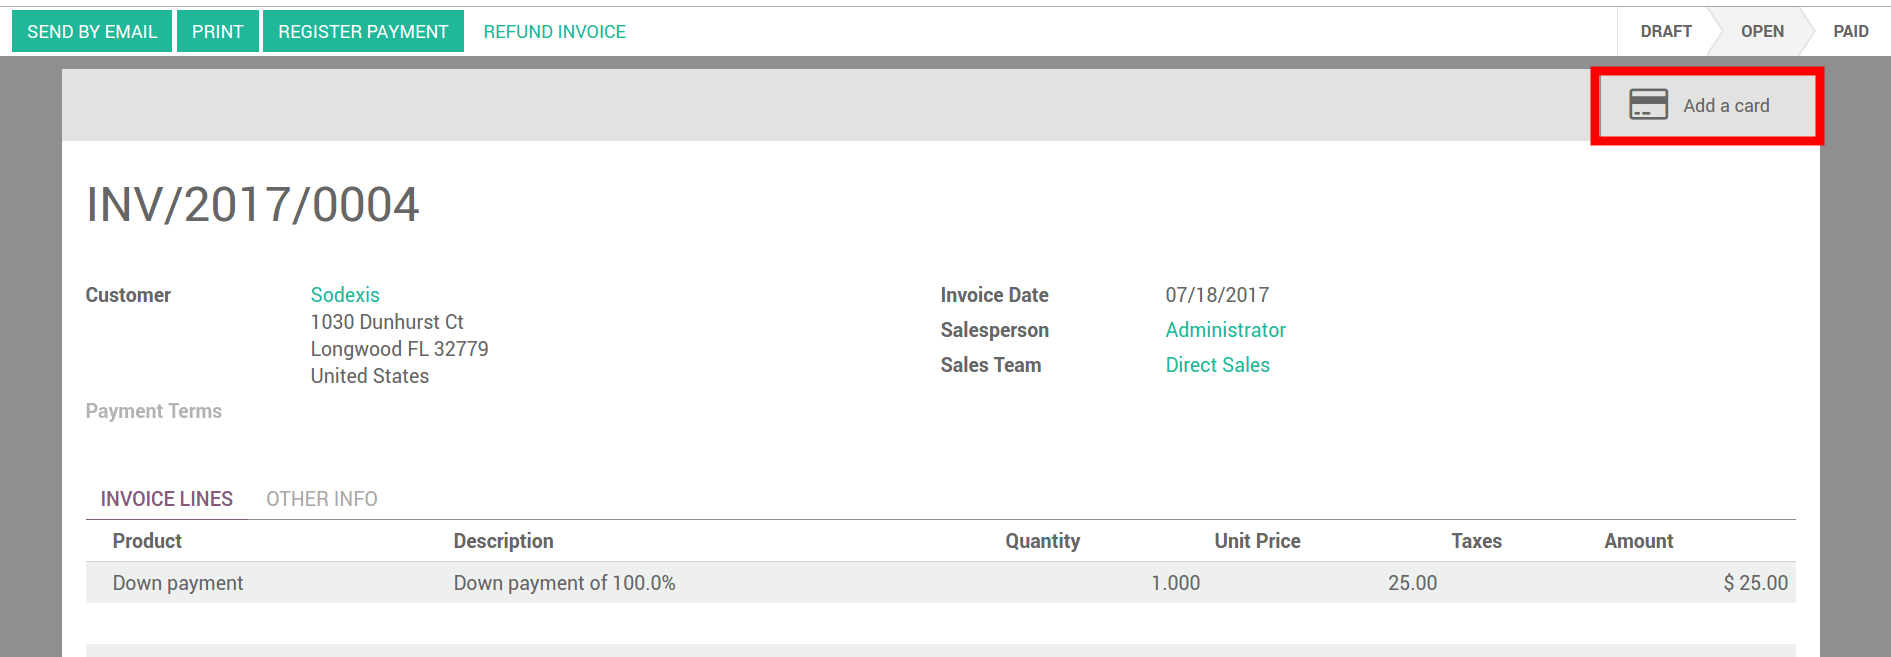 SEND BY EMAIL PRINT REGISTER PAYMENT REFUND INVOICE DRAFT OPEN PAID
Add a card
INV/2017/0004
Customer Sodexis Invoice Date 07/18/2017
1030 Dunhurst Ct Salesperson Administrator
Longwood FL 32779 Sales Team Direct Sales
United States
Payment Terms
INVOICE LINES OTHER INFO
Product Description Quantity Unit Price Taxes Amount
Down payment Down payment of 100.0% 1.000 25.00 $ 25.00